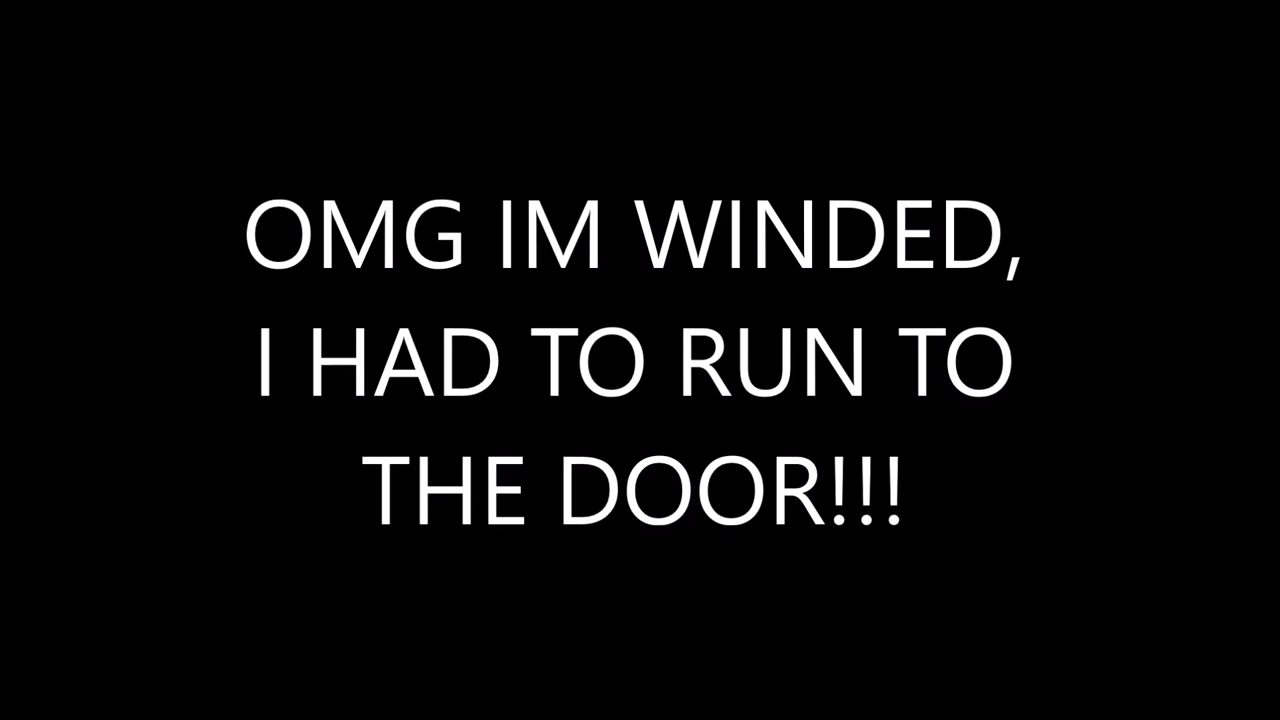 OMG IM WINDED,
I HAD TO RUN TO
THE DOOR!!!